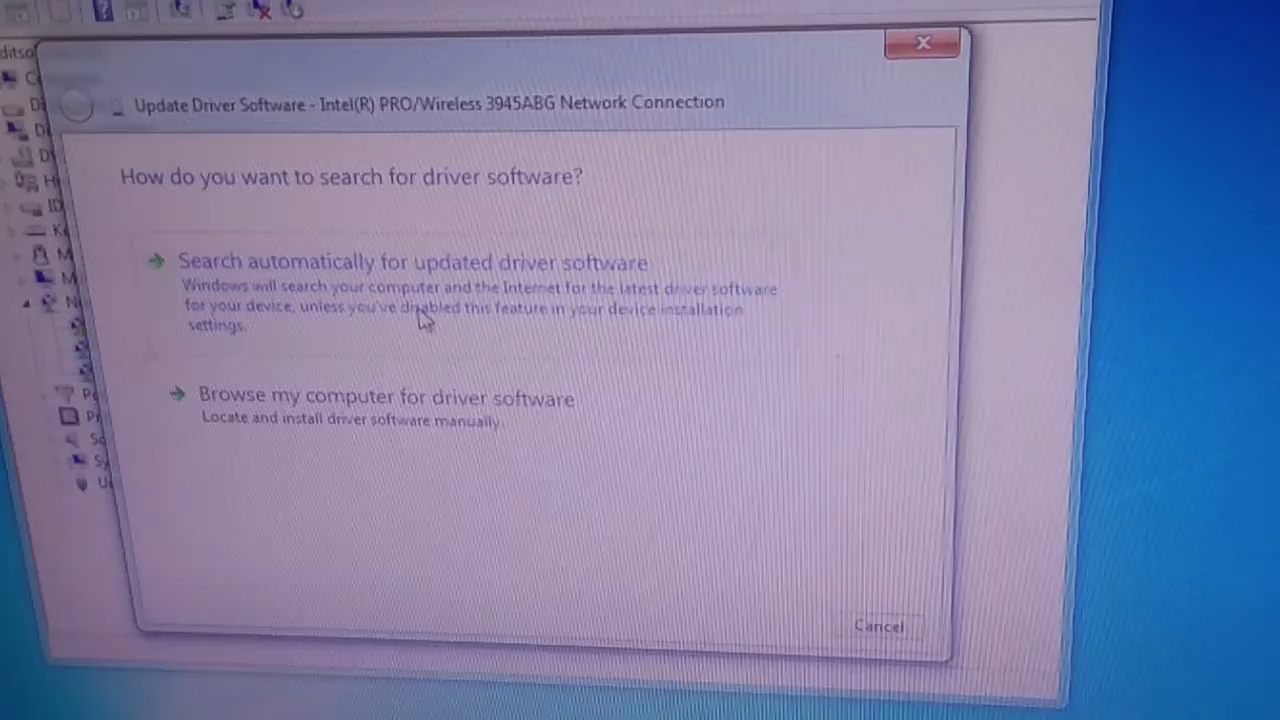 Update Driver Software - Intel(R) PRO/Wireless 3945ABG Network Connection
How do you want to search for driver software?
Search automatically for updated driver software
Windows will search your computer and the Internet for the latest driver software
for your device, unless you've disabled this feature in your device installation
settings.
Browse my computer for driver software
Locate and install driver software manually.
Cancel